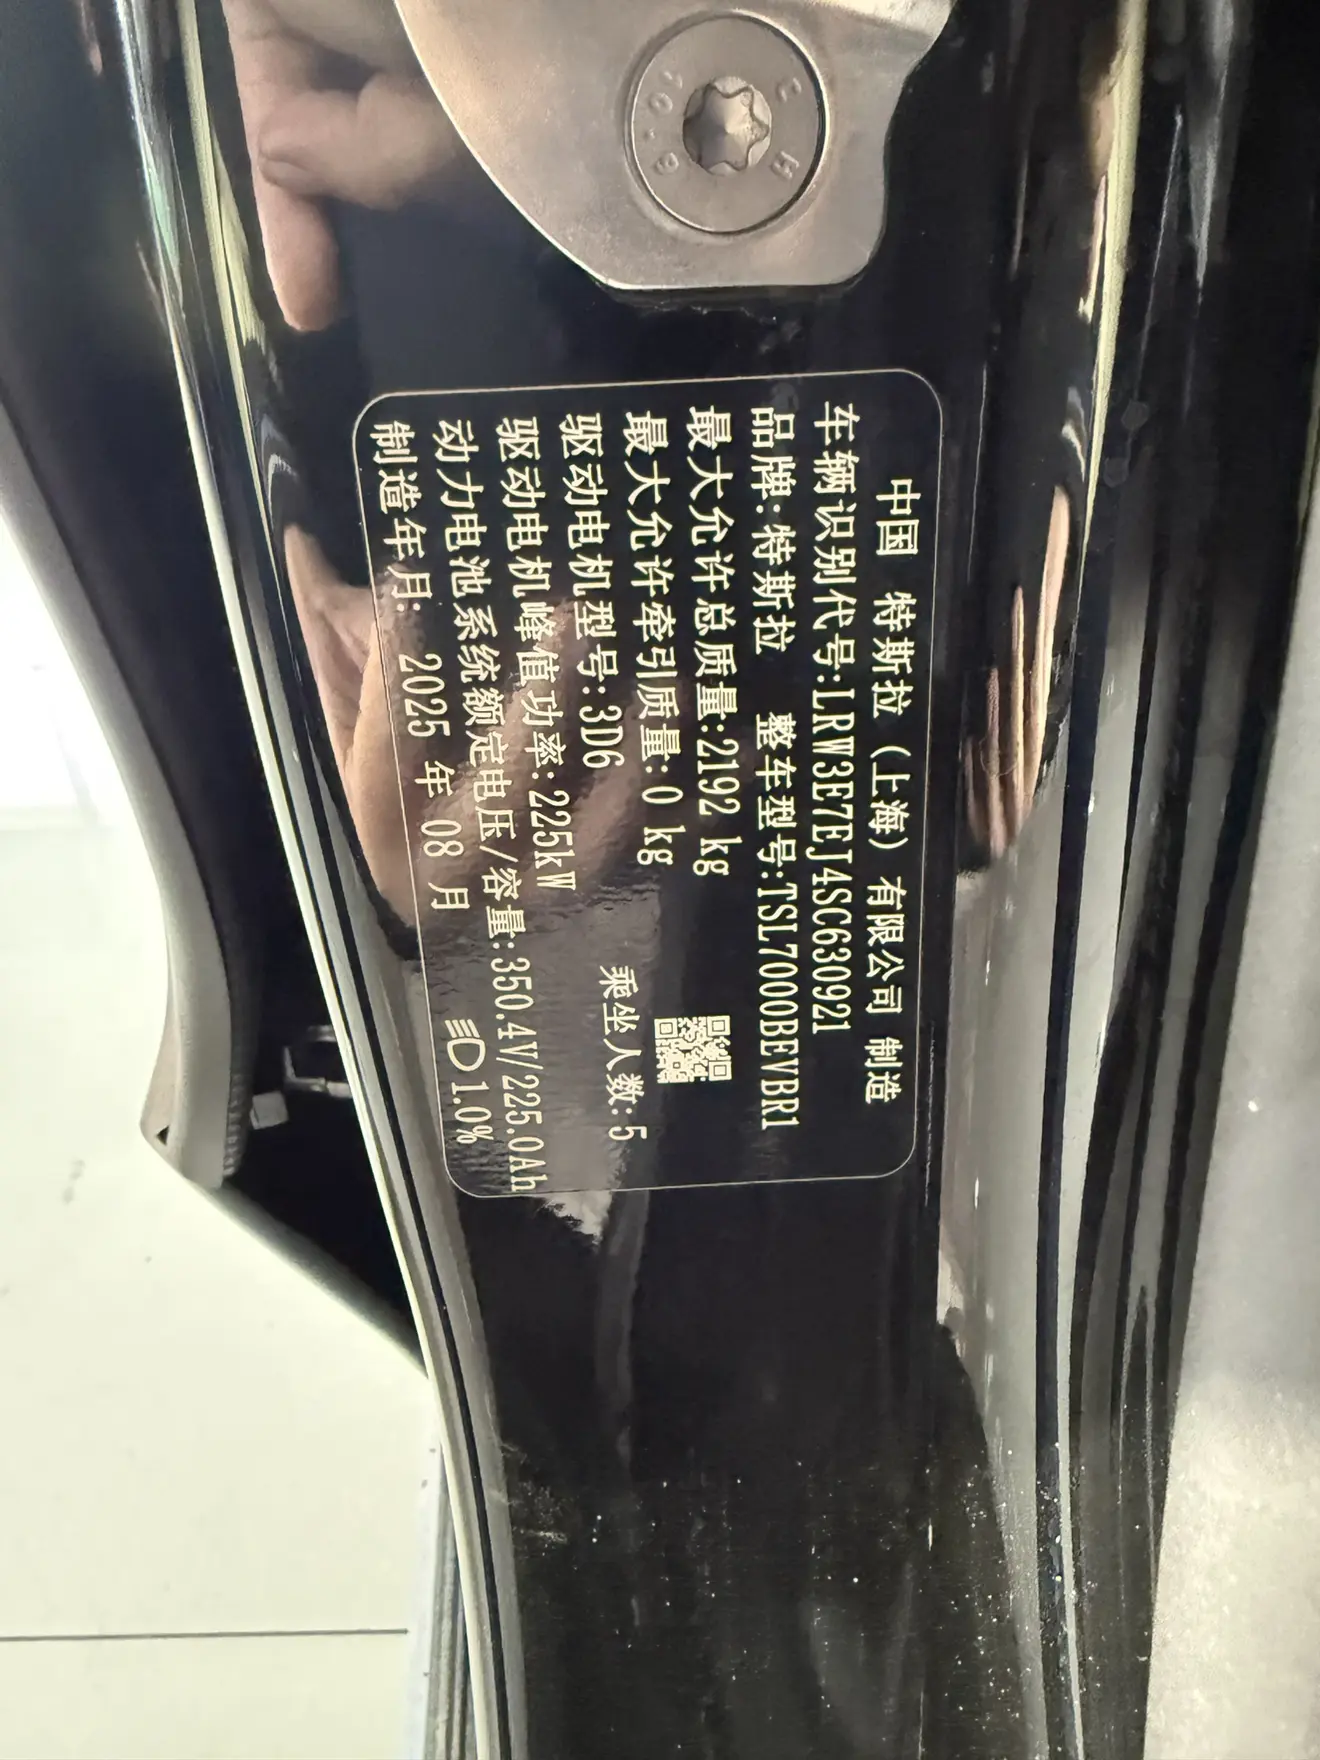 中国 特斯拉（上海）有限公司 制造
车辆识别代号:LRW3E7EJ4SC630921
品牌:特斯拉 整车型号:TSL7000BEVBR1
最大允许总质量:2192 kg
最大允许牵引质量:0 kg
驱动电机型号:3D6 乘坐人数:5
驱动电机峰值功率:225kW
动力电池系统额定电压/容量:350.4V/225.0Ah
制造年月: 2025 年 08 月 1.0%
10.9